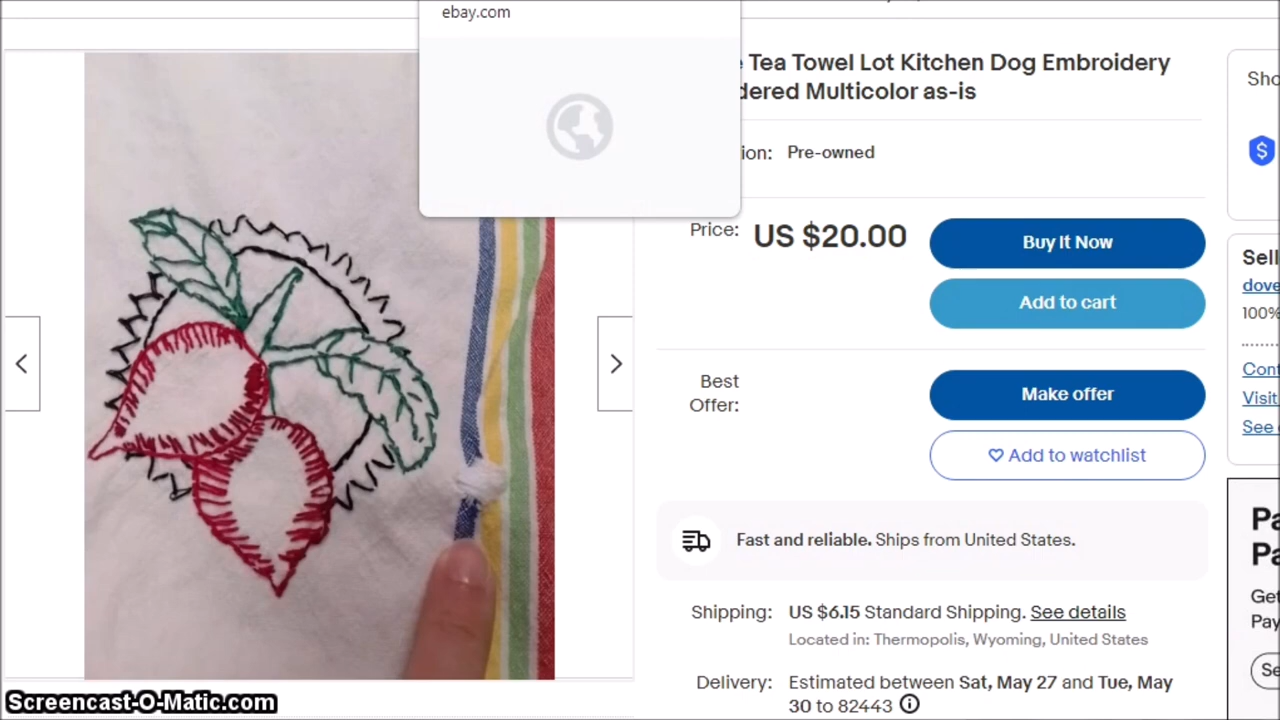 ebay.com
Tea Towel Lot Kitchen Dog Embroidery
dered Multicolor as-is
Sho
ion: Pre-owned
$
Price: US $20.00
Buy It Now
Add to cart
Sell
dove
100%
Best
Offer:
Make offer
Add to watchlist
Cont
Visit
See
Fast and reliable. Ships from United States.
Pa
Pa
Get
Pay
Se
Shipping: US $6.15 Standard Shipping. See details
Located in: Thermopolis, Wyoming, United States
Delivery: Estimated between Sat, May 27 and Tue, May
30 to 82443
Screencast-O-Matic.com